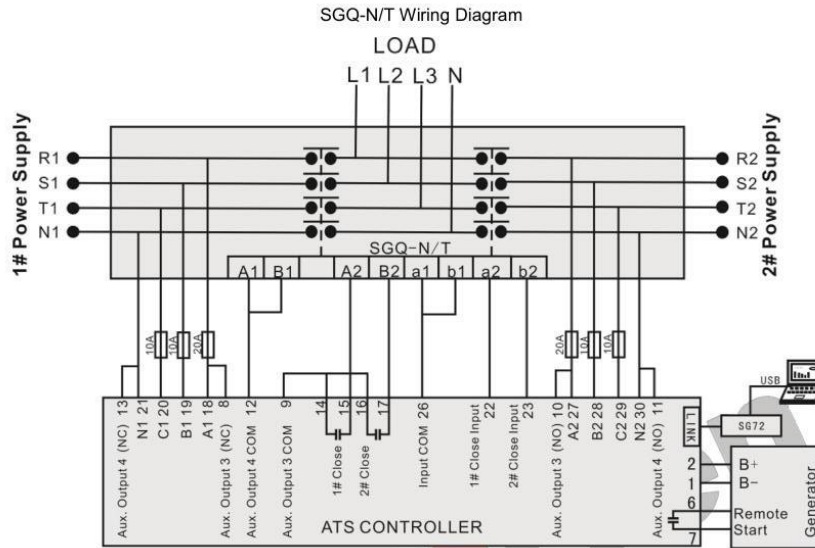 SGQ-N/T Wiring Diagram
LOAD
L1 L2 L3 N
1# Power Supply
R1
S1
T1
N1
R2
S2
T2
N2
2# Power Supply
SGQ-N/T
A1 B1 A2 B2 a1 b1 a2 b2
10A 10A 20A 20A 10A 10A
USB
SG72
LINK
Aux. Output 4 (NC) 13
N1 21
C1 20
B1 19
A1 18
Aux. Output 3 (NC) 8
Aux. Output 4 COM 12
Aux. Output 3 COM 9
14
1# Close 15
16
2# Close 17
Input COM 26
1# Close Input 22
2# Close Input 23
Aux. Output 3 (NO) 10
A2 27
B2 28
C2 29
N2 30
Aux. Output 4 (NO) 11
2 B+
1 B-
6 Remote
7 Start
Generator
ATS CONTROLLER